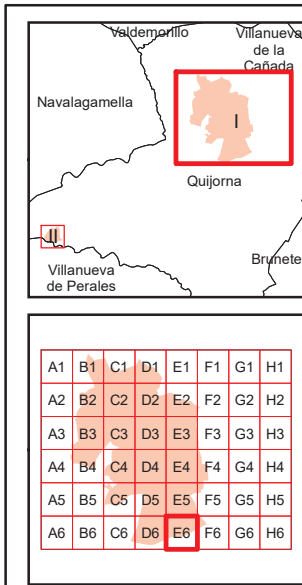 Valdemorillo
Villanueva
de la
Cañada
Navalagamella
I
Quijorna
II
Brunete
Villanueva
de Perales
A1 B1 C1 D1 E1 F1 G1 H1
A2 B2 C2 D2 E2 F2 G2 H2
A3 B3 C3 D3 E3 F3 G3 H3
A4 B4 C4 D4 E4 F4 G4 H4
A5 B5 C5 D5 E5 F5 G5 H5
A6 B6 C6 D6 E6 F6 G6 H6